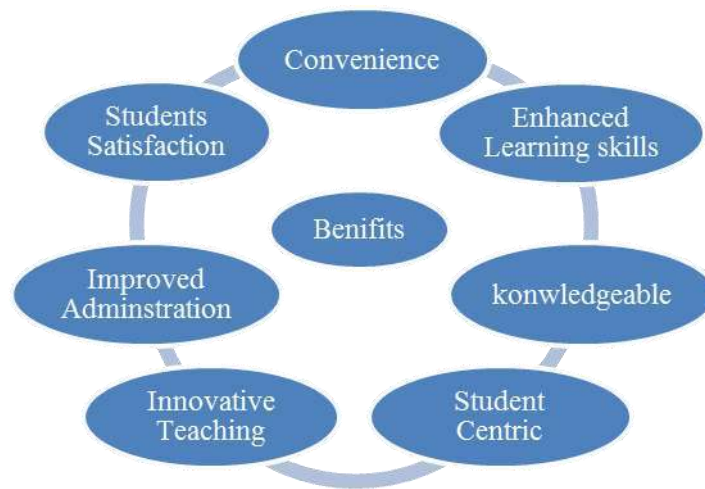 Convenience
Students
Satisfaction
Enhanced
Learning skills
Benifits
Improved
Adminstration
konwledgeable
Innovative
Teaching
Student
Centric